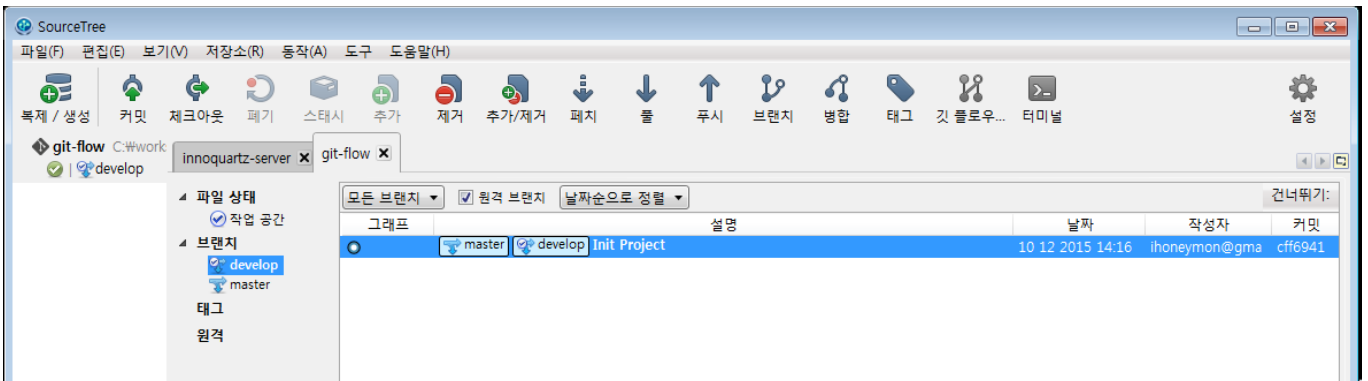 SourceTree
파일(F) 편집(E) 보기(V) 저장소(R) 동작(A) 도구 도움말(H)
복제 / 생성 커밋 체크아웃 폐기 스태시 추가 제거 추가/제거 패치 풀 푸시 브랜치 병합 태그 깃 플로우... 터미널 설정
git-flow C:₩work
develop
innoquartz-server git-flow
파일 상태
작업 공간
브랜치
develop
master
태그
원격
모든 브랜치 원격 브랜치 날짜순으로 정렬 건너뛰기:
그래프 설명 날짜 작성자 커밋
master develop Init Project 10 12 2015 14:16 ihoneymon@gma cff6941